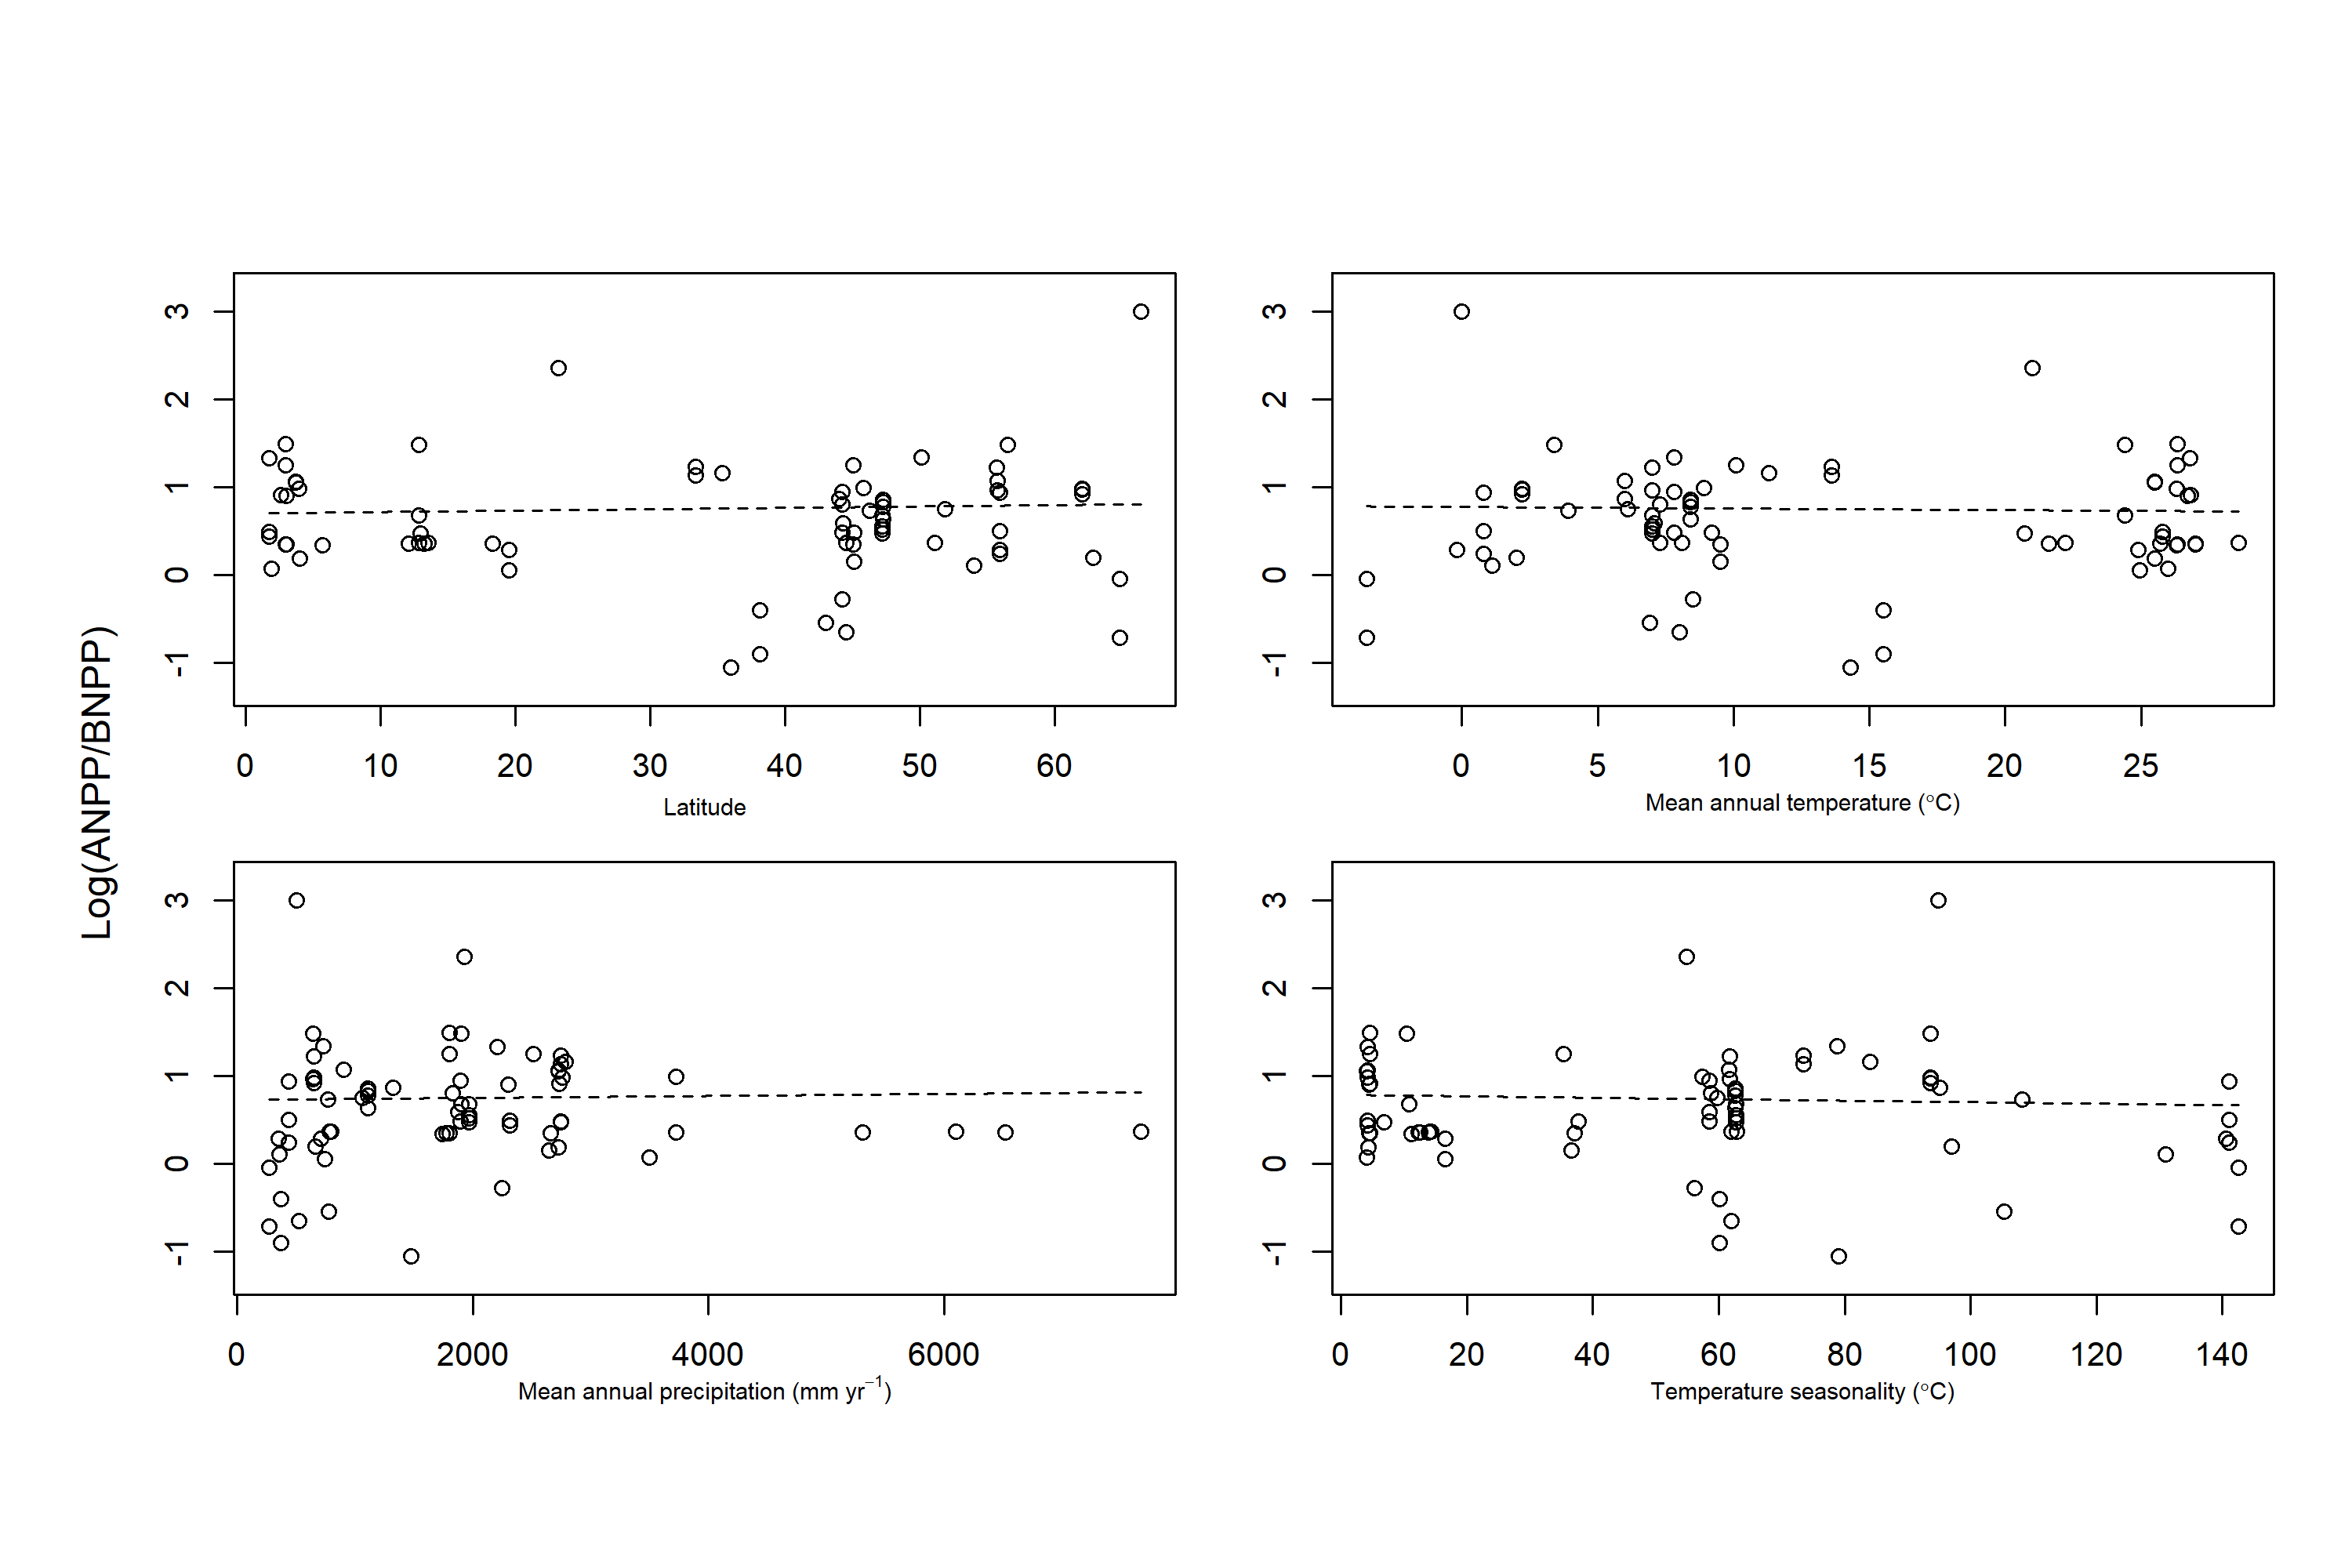 Log(ANPP/BNPP)
3
2
1
0
-1
0 10 20 30 40 50 60
Latitude
3
2
1
0
-1
0 5 10 15 20 25
Mean annual temperature (°C)
3
2
1
0
-1
0 2000 4000 6000
Mean annual precipitation (mm yr⁻¹)
3
2
1
0
-1
0 20 40 60 80 100 120 140
Temperature seasonality (°C)